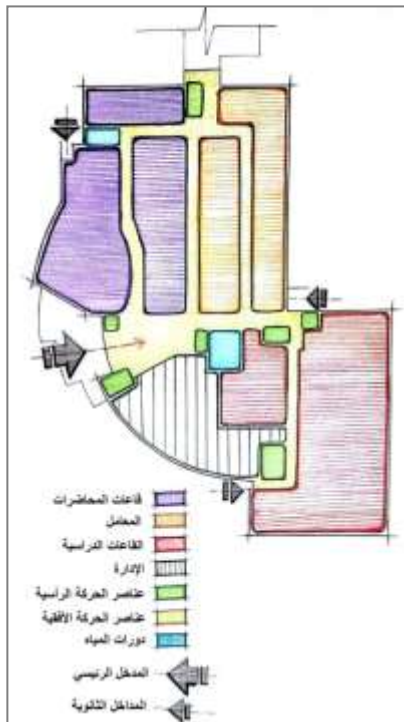 قاعات المحاضرات
المعامل
القاعات الدراسية
الإدارة
عناصر الحركة الرأسية
عناصر الحركة الأفقية
دورات المياه
المدخل الرئيسي
المداخل الثانوية